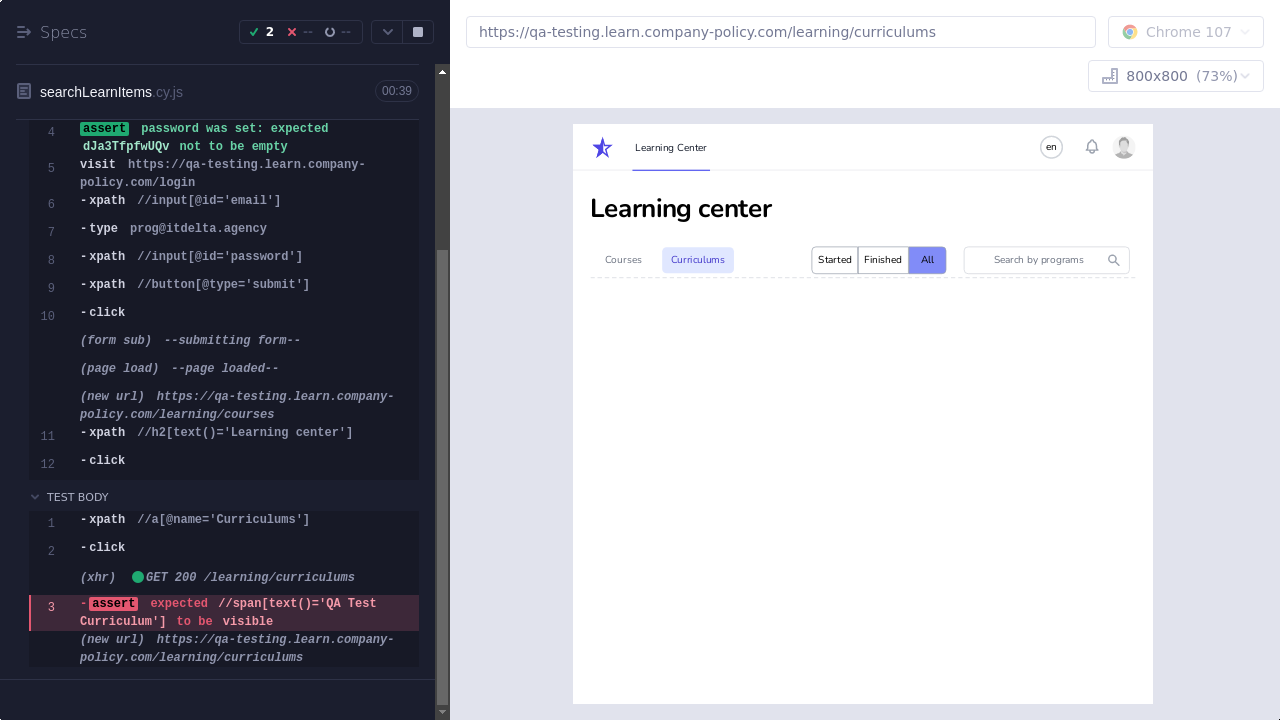 Specs
2
--
--
searchLearnItems.cy.js
00:39
4 assert password was set: expected
dJa3TfpfwUQv not to be empty
5 visit https://qa-testing.learn.company-
policy.com/login
6 -xpath //input[@id='email']
7 -type prog@itdelta.agency
8 -xpath //input[@id='password']
9 -xpath //button[@type='submit']
10 -click
(form sub) --submitting form--
(page load) --page loaded--
(new url) https://qa-testing.learn.company-
policy.com/learning/courses
11 -xpath //h2[text()='Learning center']
12 -click
TEST BODY
1 -xpath //a[@name='Curriculums']
2 -click
(xhr) GET 200 /learning/curriculums
3 -assert expected //span[text()='QA Test
Curriculum'] to be visible
(new url) https://qa-testing.learn.company-
policy.com/learning/curriculums
https://qa-testing.learn.company-policy.com/learning/curriculums
Chrome 107
800x800 (73%)
Learning Center
en
Learning center
Courses
Curriculums
Started
Finished
All
Search by programs